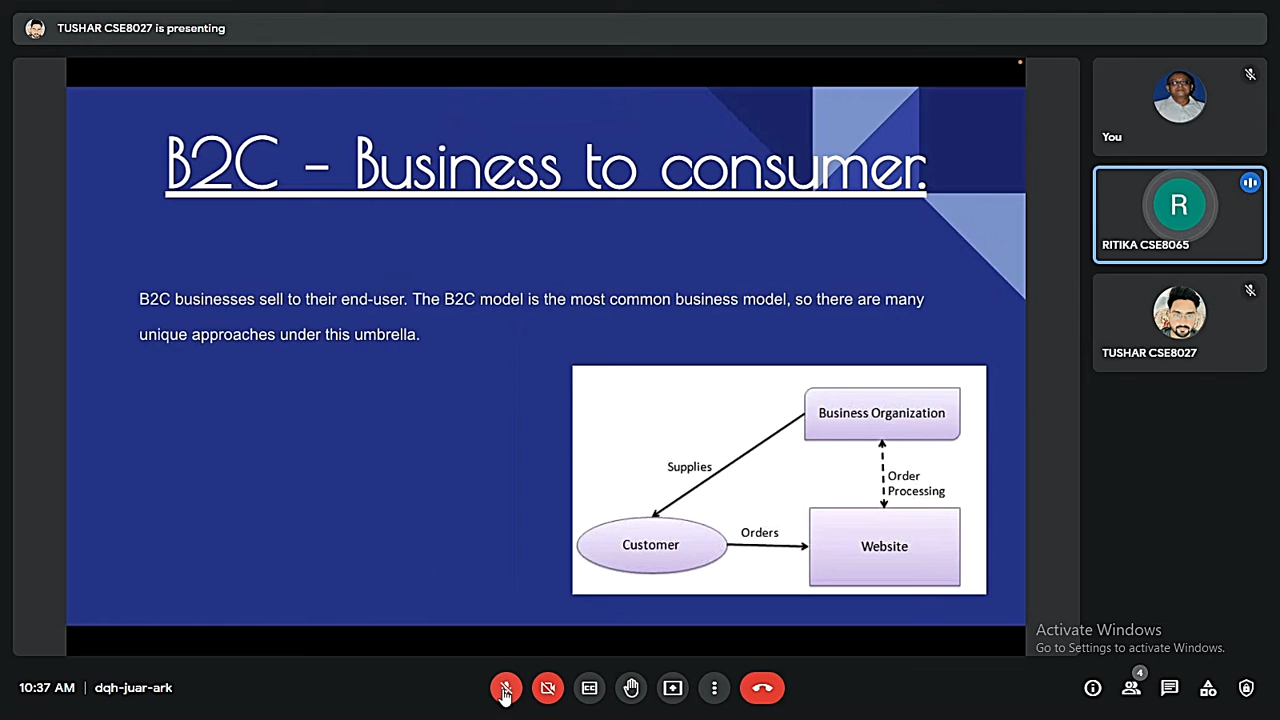 TUSHAR CSE8027 is presenting
B2C – Business to consumer.
B2C businesses sell to their end-user. The B2C model is the most common business model, so there are many
unique approaches under this umbrella.
Business Organization
Supplies
Order
Processing
Customer
Orders
Website
You
R
RITIKA CSE8065
TUSHAR CSE8027
Activate Windows
Go to Settings to activate Windows.
10:37 AM | dqh-juar-ark
4